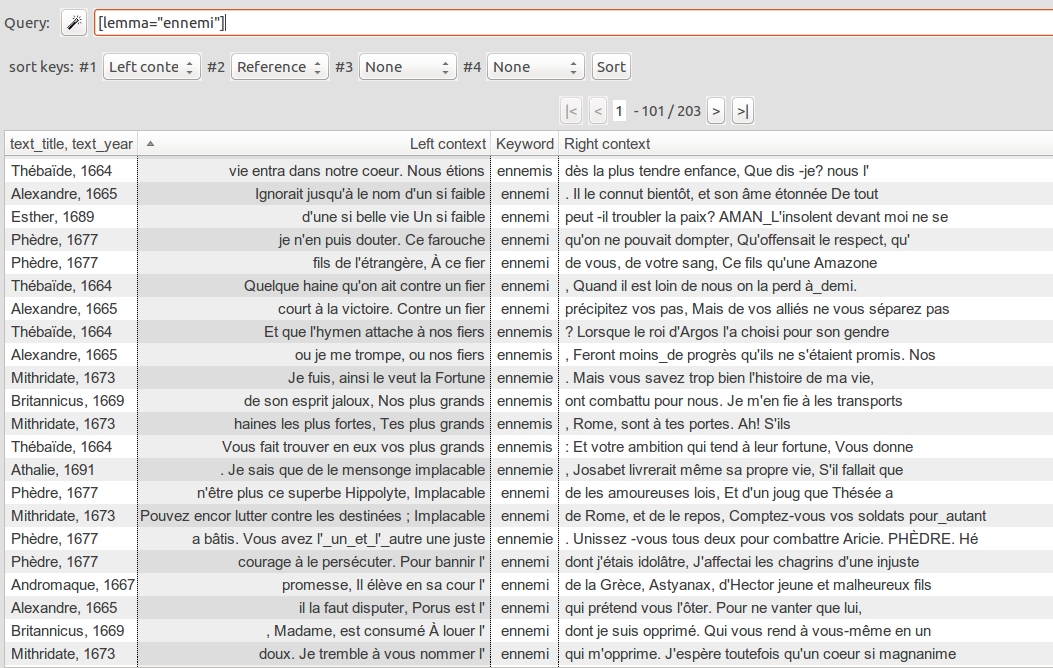 Query: [lemma="ennemi"]
sort keys: #1 Left conte #2 Reference #3 None #4 None Sort
|< < 1 - 101 / 203 > >|
text_title, text_year Left context Keyword Right context
Thébaïde, 1664 vie entra dans notre coeur. Nous étions ennemis dès la plus tendre enfance, Que dis -je? nous l'
Alexandre, 1665 Ignorait jusqu'à le nom d'un si faible ennemi . Il le connut bientôt, et son âme étonnée De tout
Esther, 1689 d'une si belle vie Un si faible ennemi peut -il troubler la paix? AMAN_L'insolent devant moi ne se
Phèdre, 1677 je n'en puis douter. Ce farouche ennemi qu'on ne pouvait dompter, Qu'offensait le respect, qu'
Phèdre, 1677 fils de l'étrangère, À ce fier ennemi de vous, de votre sang, Ce fils qu'une Amazone
Thébaïde, 1664 Quelque haine qu'on ait contre un fier ennemi , Quand il est loin de nous on la perd à_demi.
Alexandre, 1665 court à la victoire. Contre un fier ennemi précipitez vos pas, Mais de vos alliés ne vous séparez pas
Thébaïde, 1664 Et que l'hymen attache à nos fiers ennemis ? Lorsque le roi d'Argos l'a choisi pour son gendre
Alexandre, 1665 ou je me trompe, ou nos fiers ennemis , Feront moins_de progrès qu'ils ne s'étaient promis. Nos
Mithridate, 1673 Je fuis, ainsi le veut la Fortune ennemie . Mais vous savez trop bien l'histoire de ma vie,
Britannicus, 1669 de son esprit jaloux, Nos plus grands ennemis ont combattu pour nous. Je m'en fie à les transports
Mithridate, 1673 haines les plus fortes, Tes plus grands ennemis , Rome, sont à tes portes. Ah! S'ils
Thébaïde, 1664 Vous fait trouver en eux vos plus grands ennemis : Et votre ambition qui tend à leur fortune, Vous donne
Athalie, 1691 . Je sais que de le mensonge implacable ennemie , Josabet livrerait même sa propre vie, S'il fallait que
Phèdre, 1677 n'être plus ce superbe Hippolyte, Implacable ennemi de les amoureuses lois, Et d'un joug que Thésée a
Mithridate, 1673 Pouvez encor lutter contre les destinées ; Implacable ennemi de Rome, et de le repos, Comptez-vous vos soldats pour_autant
Phèdre, 1677 a bâtis. Vous avez l'_un_et_l'_autre une juste ennemie . Unissez -vous tous deux pour combattre Aricie. PHÈDRE. Hé
Phèdre, 1677 courage à le persécuter. Pour bannir l' ennemi dont j'étais idolâtre, J'affectai les chagrins d'une injuste
Andromaque, 1667 promesse, Il élève en sa cour l' ennemi de la Grèce, Astyanax, d'Hector jeune et malheureux fils
Alexandre, 1665 il la faut disputer, Porus est l' ennemi qui prétend vous l'ôter. Pour ne vanter que lui,
Britannicus, 1669 , Madame, est consumé À louer l' ennemi dont je suis opprimé. Qui vous rend à vous-même en un
Mithridate, 1673 doux. Je tremble à vous nommer l' ennemi qui m'opprime. J'espère toutefois qu'un coeur si magnanime